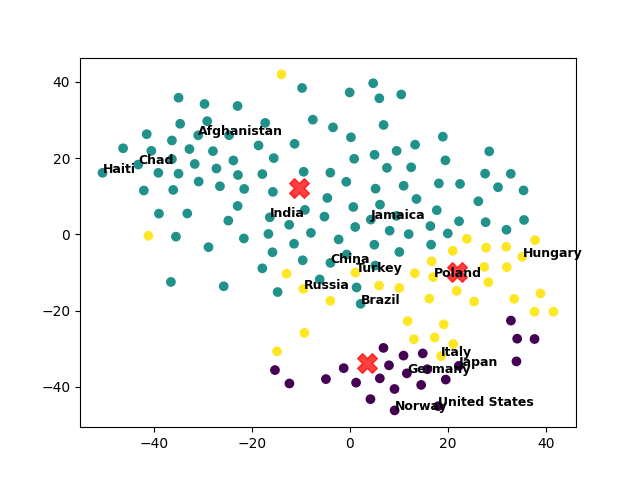 40
20
0
−20
−40
Afghanistan
Chad
Haiti
India
Jamaica
Hungary
China
Turkey
Poland
Russia
Brazil
Italy
Japan
Germany
United States
Norway
−40 −20 0 20 40